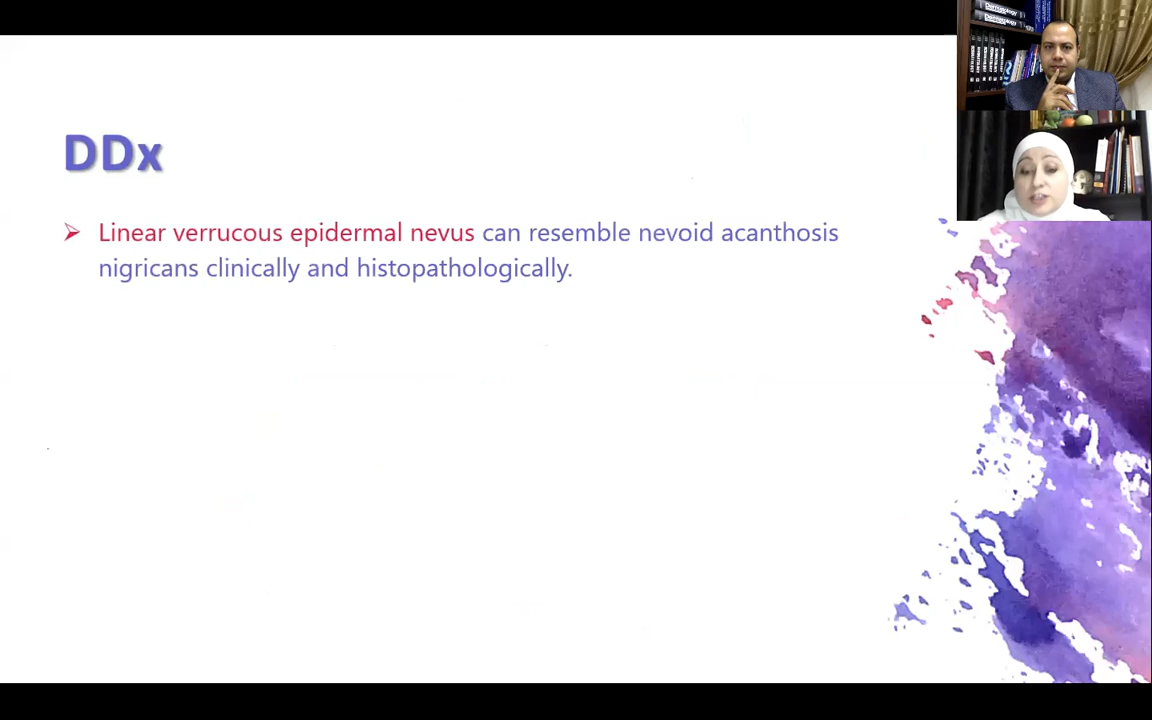 DDx
Linear verrucous epidermal nevus can resemble nevoid acanthosis
nigricans clinically and histopathologically.